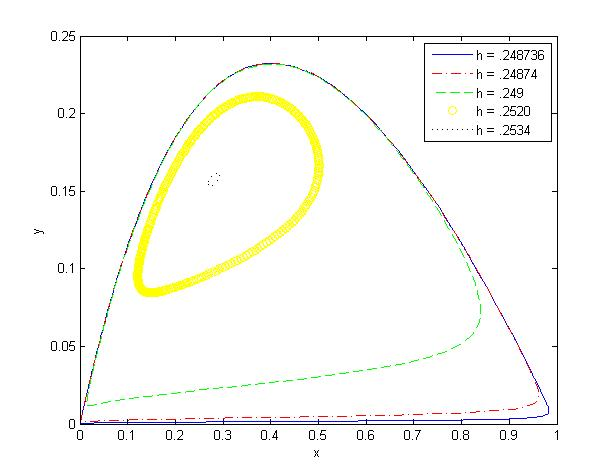 0.25
0.2
0.15
0.1
0.05
0
y
0 0.1 0.2 0.3 0.4 0.5 0.6 0.7 0.8 0.9 1
x
h = .248736
h = .24874
h = .249
h = .2520
h = .2534